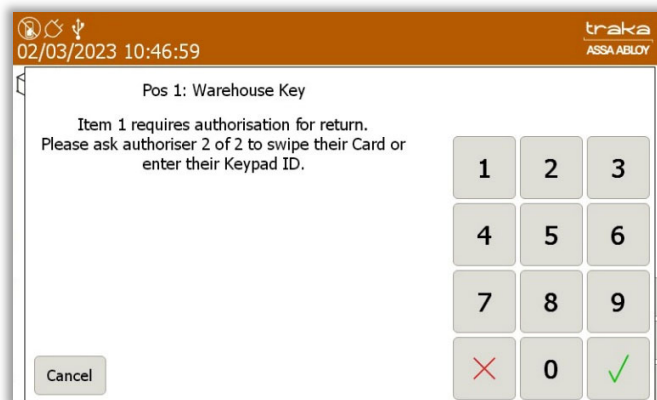 traka
02/03/2023 10:46:59
ASSA ABLOY
Pos 1: Warehouse Key
Item 1 requires authorisation for return.
Please ask authoriser 2 of 2 to swipe their Card or
enter their Keypad ID.
1 2 3
4 5 6
7 8 9
0
Cancel